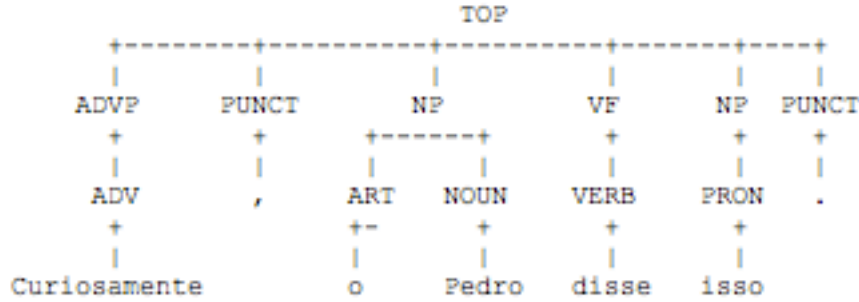 TOP
ADVP PUNCT NP VF NP PUNCT
ADV , ART NOUN VERB PRON .
Curiosamente o Pedro disse isso